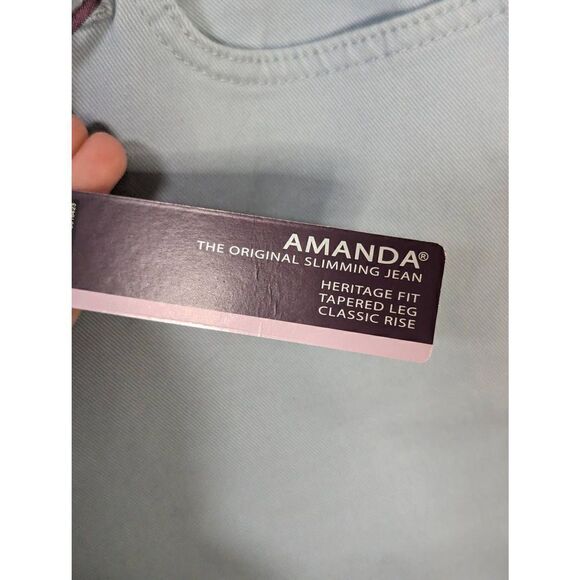 AMANDA®
THE ORIGINAL SLIMMING JEAN
HERITAGE FIT
TAPERED LEG
CLASSIC RISE